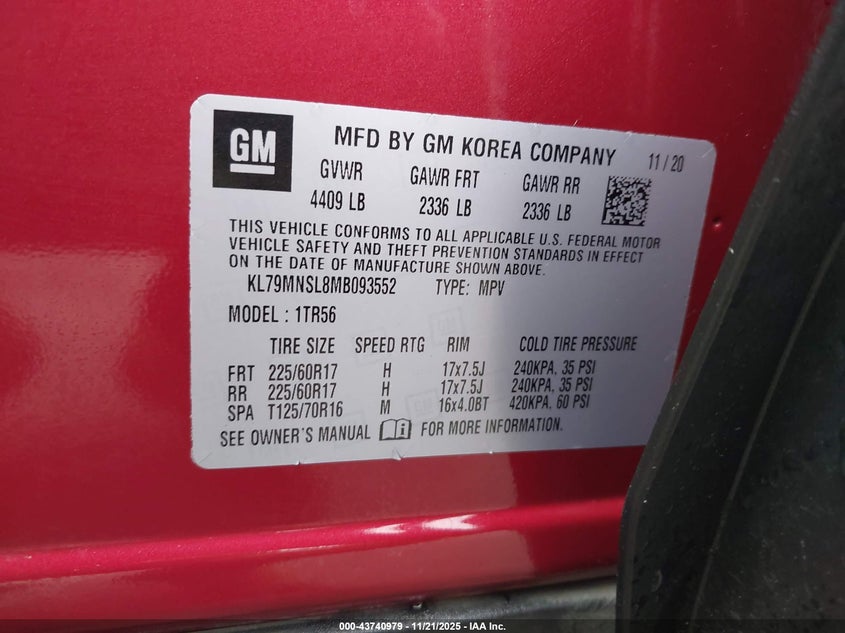 GM
MFD BY GM KOREA COMPANY 11/20
GVWR GAWR FRT GAWR RR
4409 LB 2336 LB 2336 LB
THIS VEHICLE CONFORMS TO ALL APPLICABLE U.S. FEDERAL MOTOR
VEHICLE SAFETY AND THEFT PREVENTION STANDARDS IN EFFECT
ON THE DATE OF MANUFACTURE SHOWN ABOVE.
KL79MNSL8MB093552 TYPE: MPV
MODEL: 1TR56
TIRE SIZE SPEED RTG RIM COLD TIRE PRESSURE
FRT 225/60R17 H 17x7.5J 240KPA, 35 PSI
RR 225/60R17 H 17x7.5J 240KPA, 35 PSI
SPA T125/70R16 M 16x4.0BT 420KPA, 60 PSI
SEE OWNER'S MANUAL FOR MORE INFORMATION.
000-43740979 - 11/21/2025 - IAA Inc.